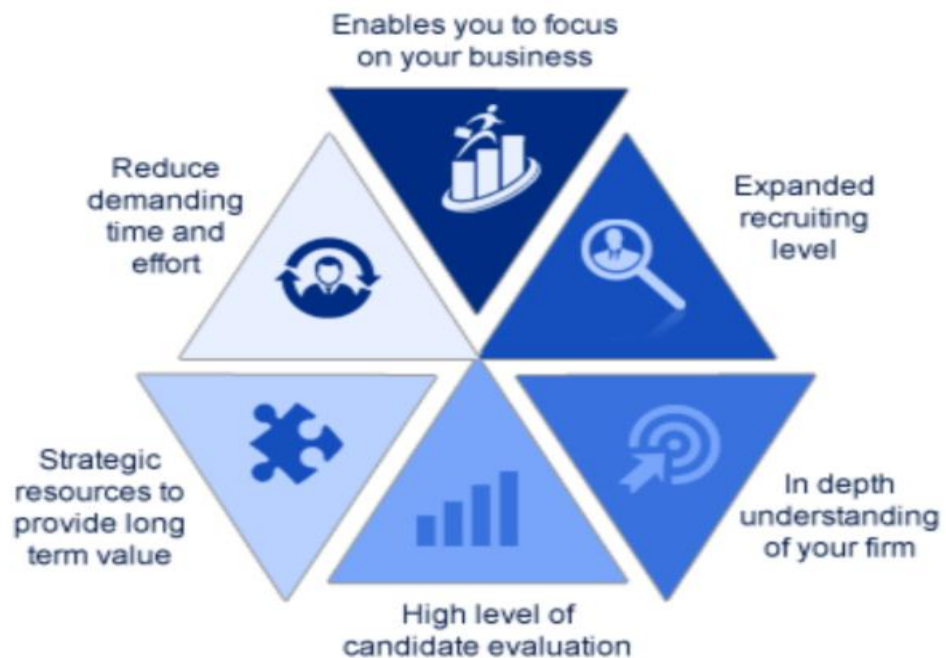 Enables you to focus
on your business
Expanded
recruiting
level
In depth
understanding
of your firm
High level of
candidate evaluation
Strategic
resources to
provide long
term value
Reduce
demanding
time and
effort